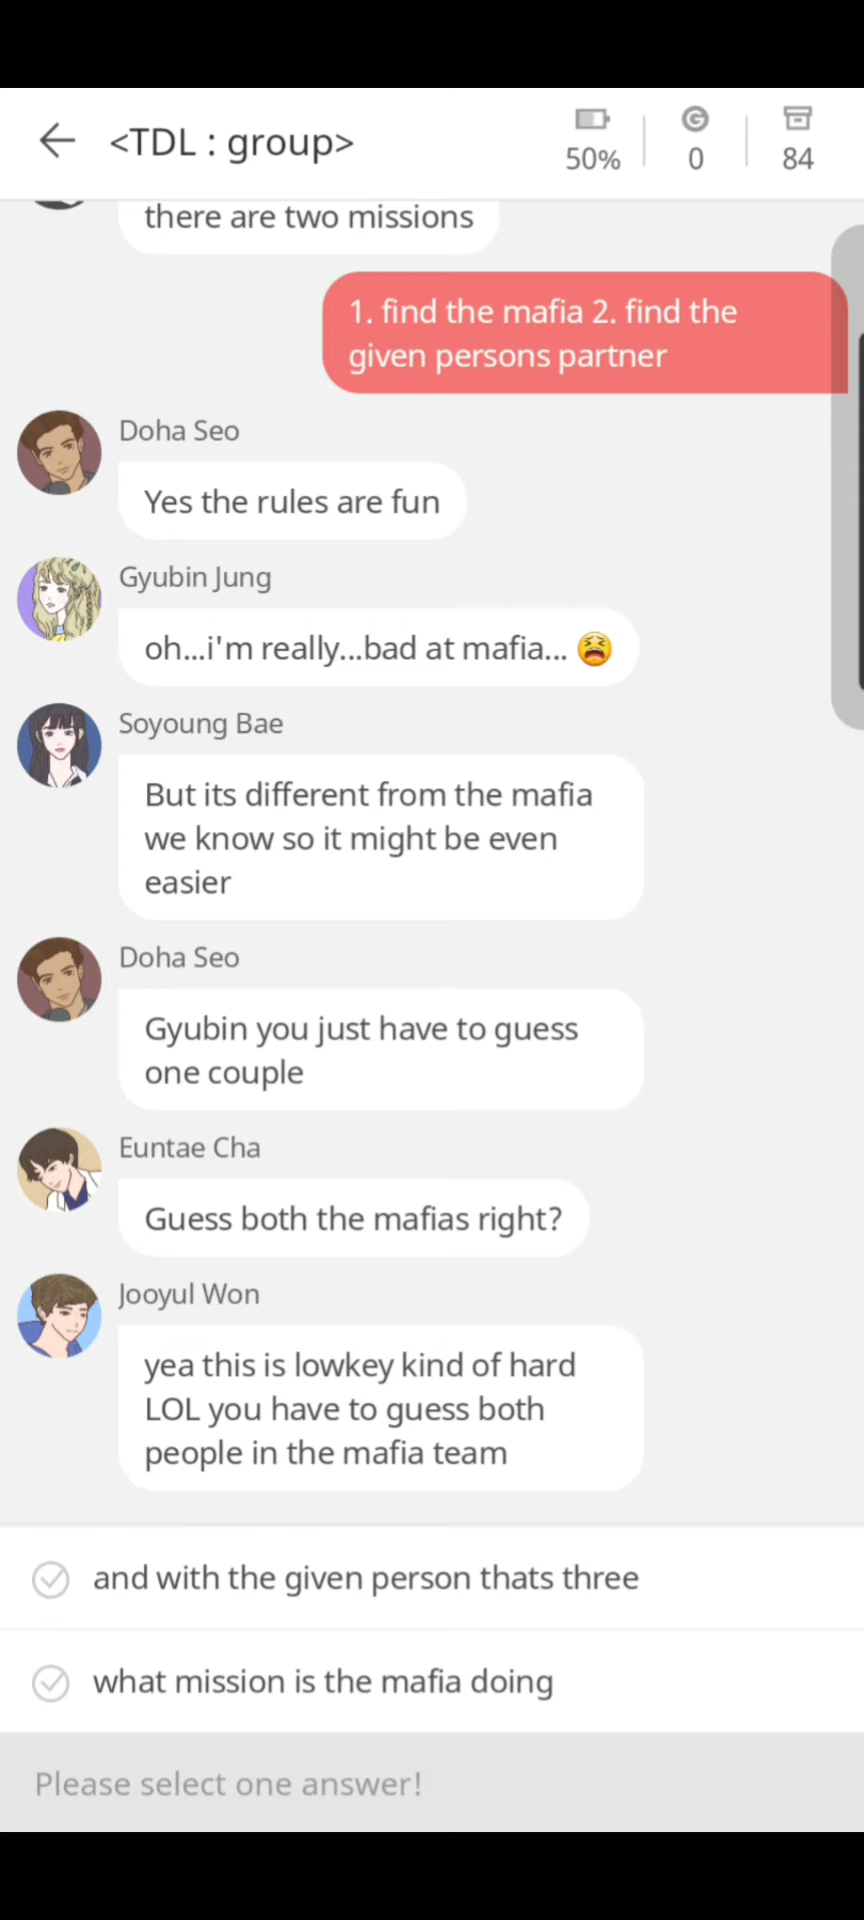 <TDL : group>
50%
0
84
there are two missions
1. find the mafia 2. find the
given persons partner
Doha Seo
Yes the rules are fun
Gyubin Jung
oh...i'm really...bad at mafia... 😫
Soyoung Bae
But its different from the mafia
we know so it might be even
easier
Doha Seo
Gyubin you just have to guess
one couple
Euntae Cha
Guess both the mafias right?
Jooyul Won
yea this is lowkey kind of hard
LOL you have to guess both
people in the mafia team
and with the given person thats three
what mission is the mafia doing
Please select one answer!